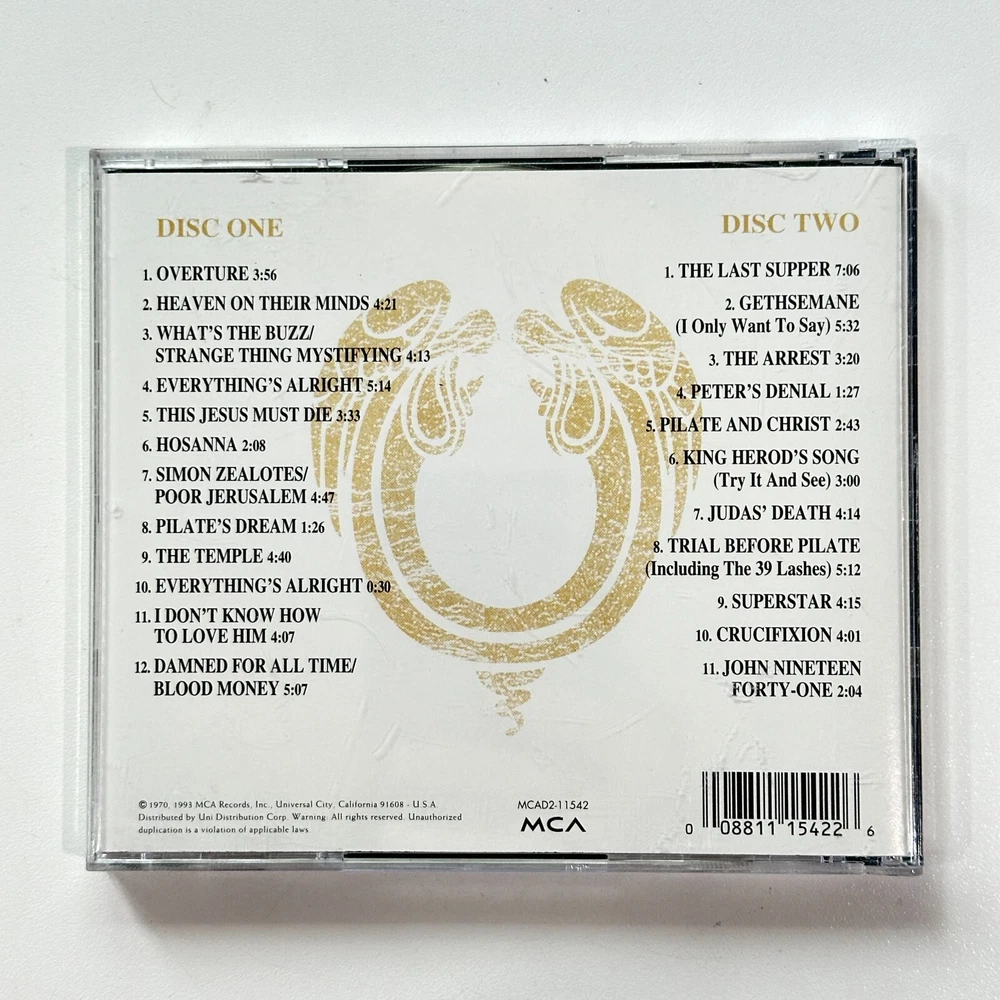 DISC ONE
1. OVERTURE 3:56
2. HEAVEN ON THEIR MINDS 4:21
3. WHAT'S THE BUZZ/
STRANGE THING MYSTIFYING 4:13
4. EVERYTHING'S ALRIGHT 5:14
5. THIS JESUS MUST DIE 3:33
6. HOSANNA 2:08
7. SIMON ZEALOTES/
POOR JERUSALEM 4:47
8. PILATE'S DREAM 1:26
9. THE TEMPLE 4:40
10. EVERYTHING'S ALRIGHT 0:30
11. I DON'T KNOW HOW
TO LOVE HIM 4:07
12. DAMNED FOR ALL TIME/
BLOOD MONEY 5:07
DISC TWO
1. THE LAST SUPPER 7:06
2. GETHSEMANE
(I Only Want To Say) 5:32
3. THE ARREST 3:20
4. PETER'S DENIAL 1:27
5. PILATE AND CHRIST 2:43
6. KING HEROD'S SONG
(Try It And See) 3:00
7. JUDAS' DEATH 4:14
8. TRIAL BEFORE PILATE
(Including The 39 Lashes) 5:12
9. SUPERSTAR 4:15
10. CRUCIFIXION 4:01
11. JOHN NINETEEN
FORTY-ONE 2:04
© 1970, 1993 MCA Records, Inc., Universal City, California 91608 - U.S.A.
Distributed by Uni Distribution Corp. Warning: All rights reserved. Unauthorized
duplication is a violation of applicable laws.
MCAD2-11542
MCA
0 08811 15422 6